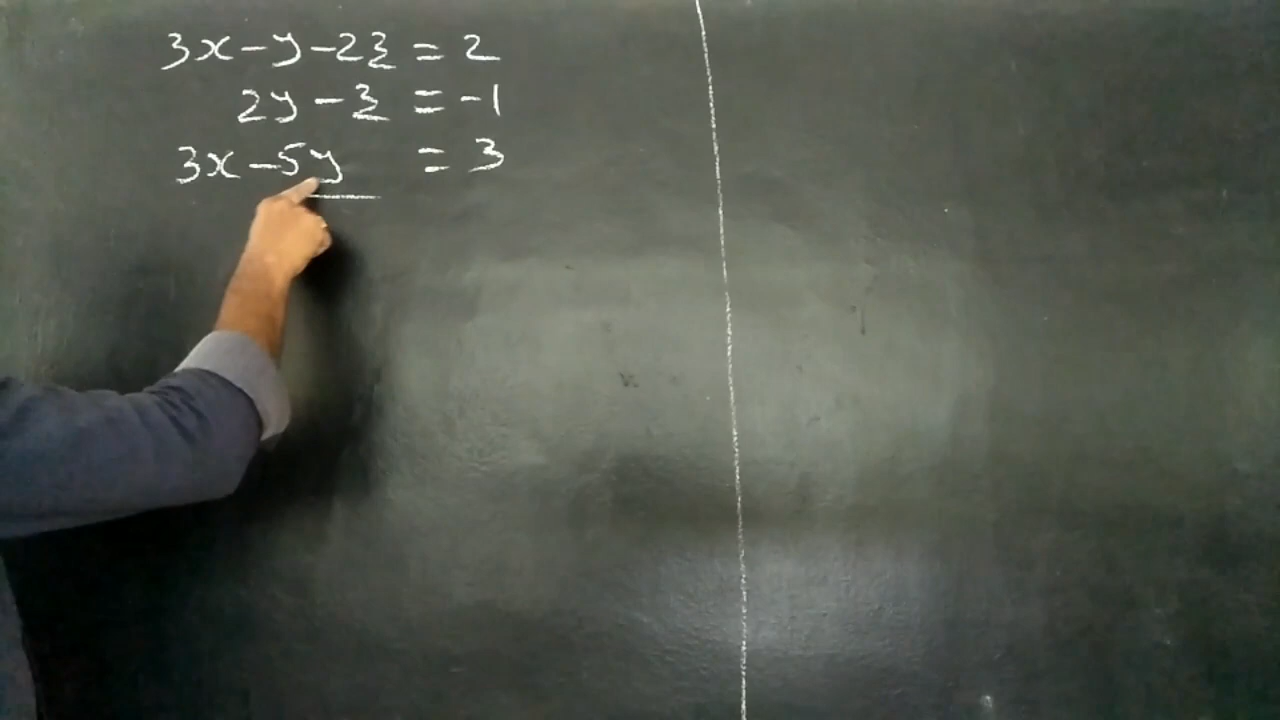 3x-y-2z = 2
2y-z = -1
3x-5y = 3